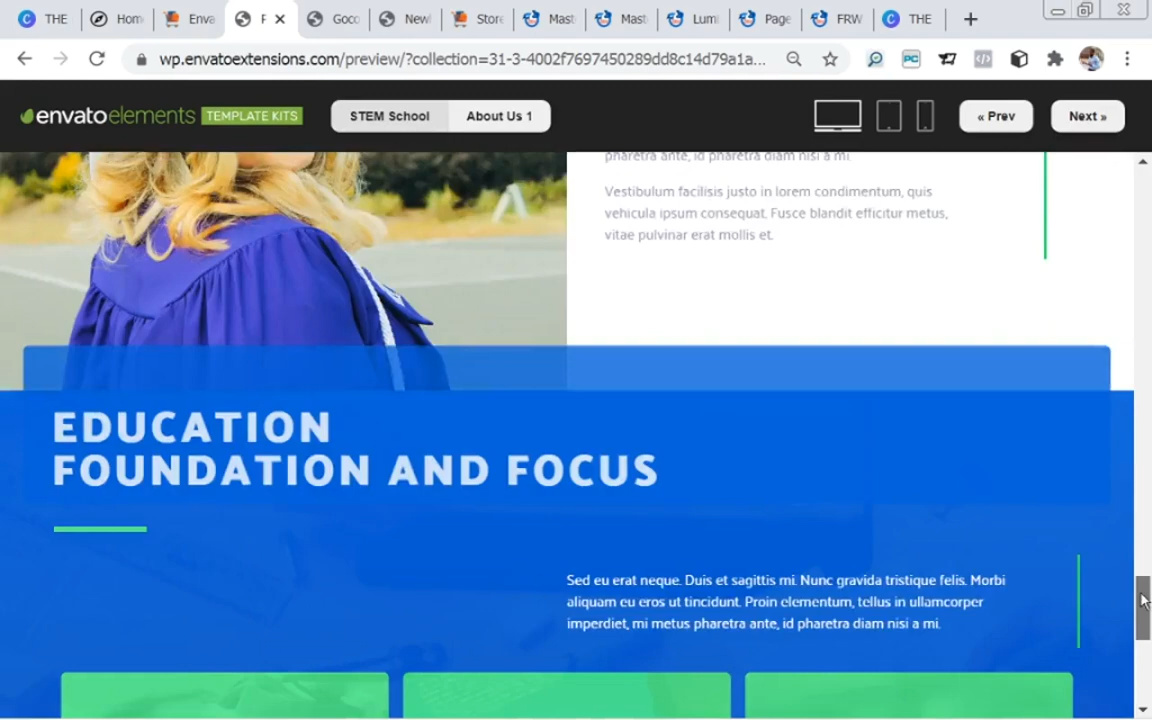 THE
Hom
Enva
F
Goco
New
Store
Mast
Mast
Lumi
Page
FRW
THE
wp.envatoextensions.com/preview/?collection=31-3-4002f7697450289dd8c14d79a1a...
envatoelements TEMPLATE KITS
STEM School
About Us 1
« Prev
Next »
pharetra ante, id pharetra diam nisi a mi.
Vestibulum facilisis justo in lorem condimentum, quis
vehicula ipsum consequat. Fusce blandit efficitur metus,
vitae pulvinar erat mollis et.
EDUCATION
FOUNDATION AND FOCUS
Sed eu erat neque. Duis et sagittis mi. Nunc gravida tristique felis. Morbi
aliquam eu eros ut tincidunt. Proin elementum, tellus in ullamcorper
imperdiet, mi metus pharetra ante, id pharetra diam nisi a mi.